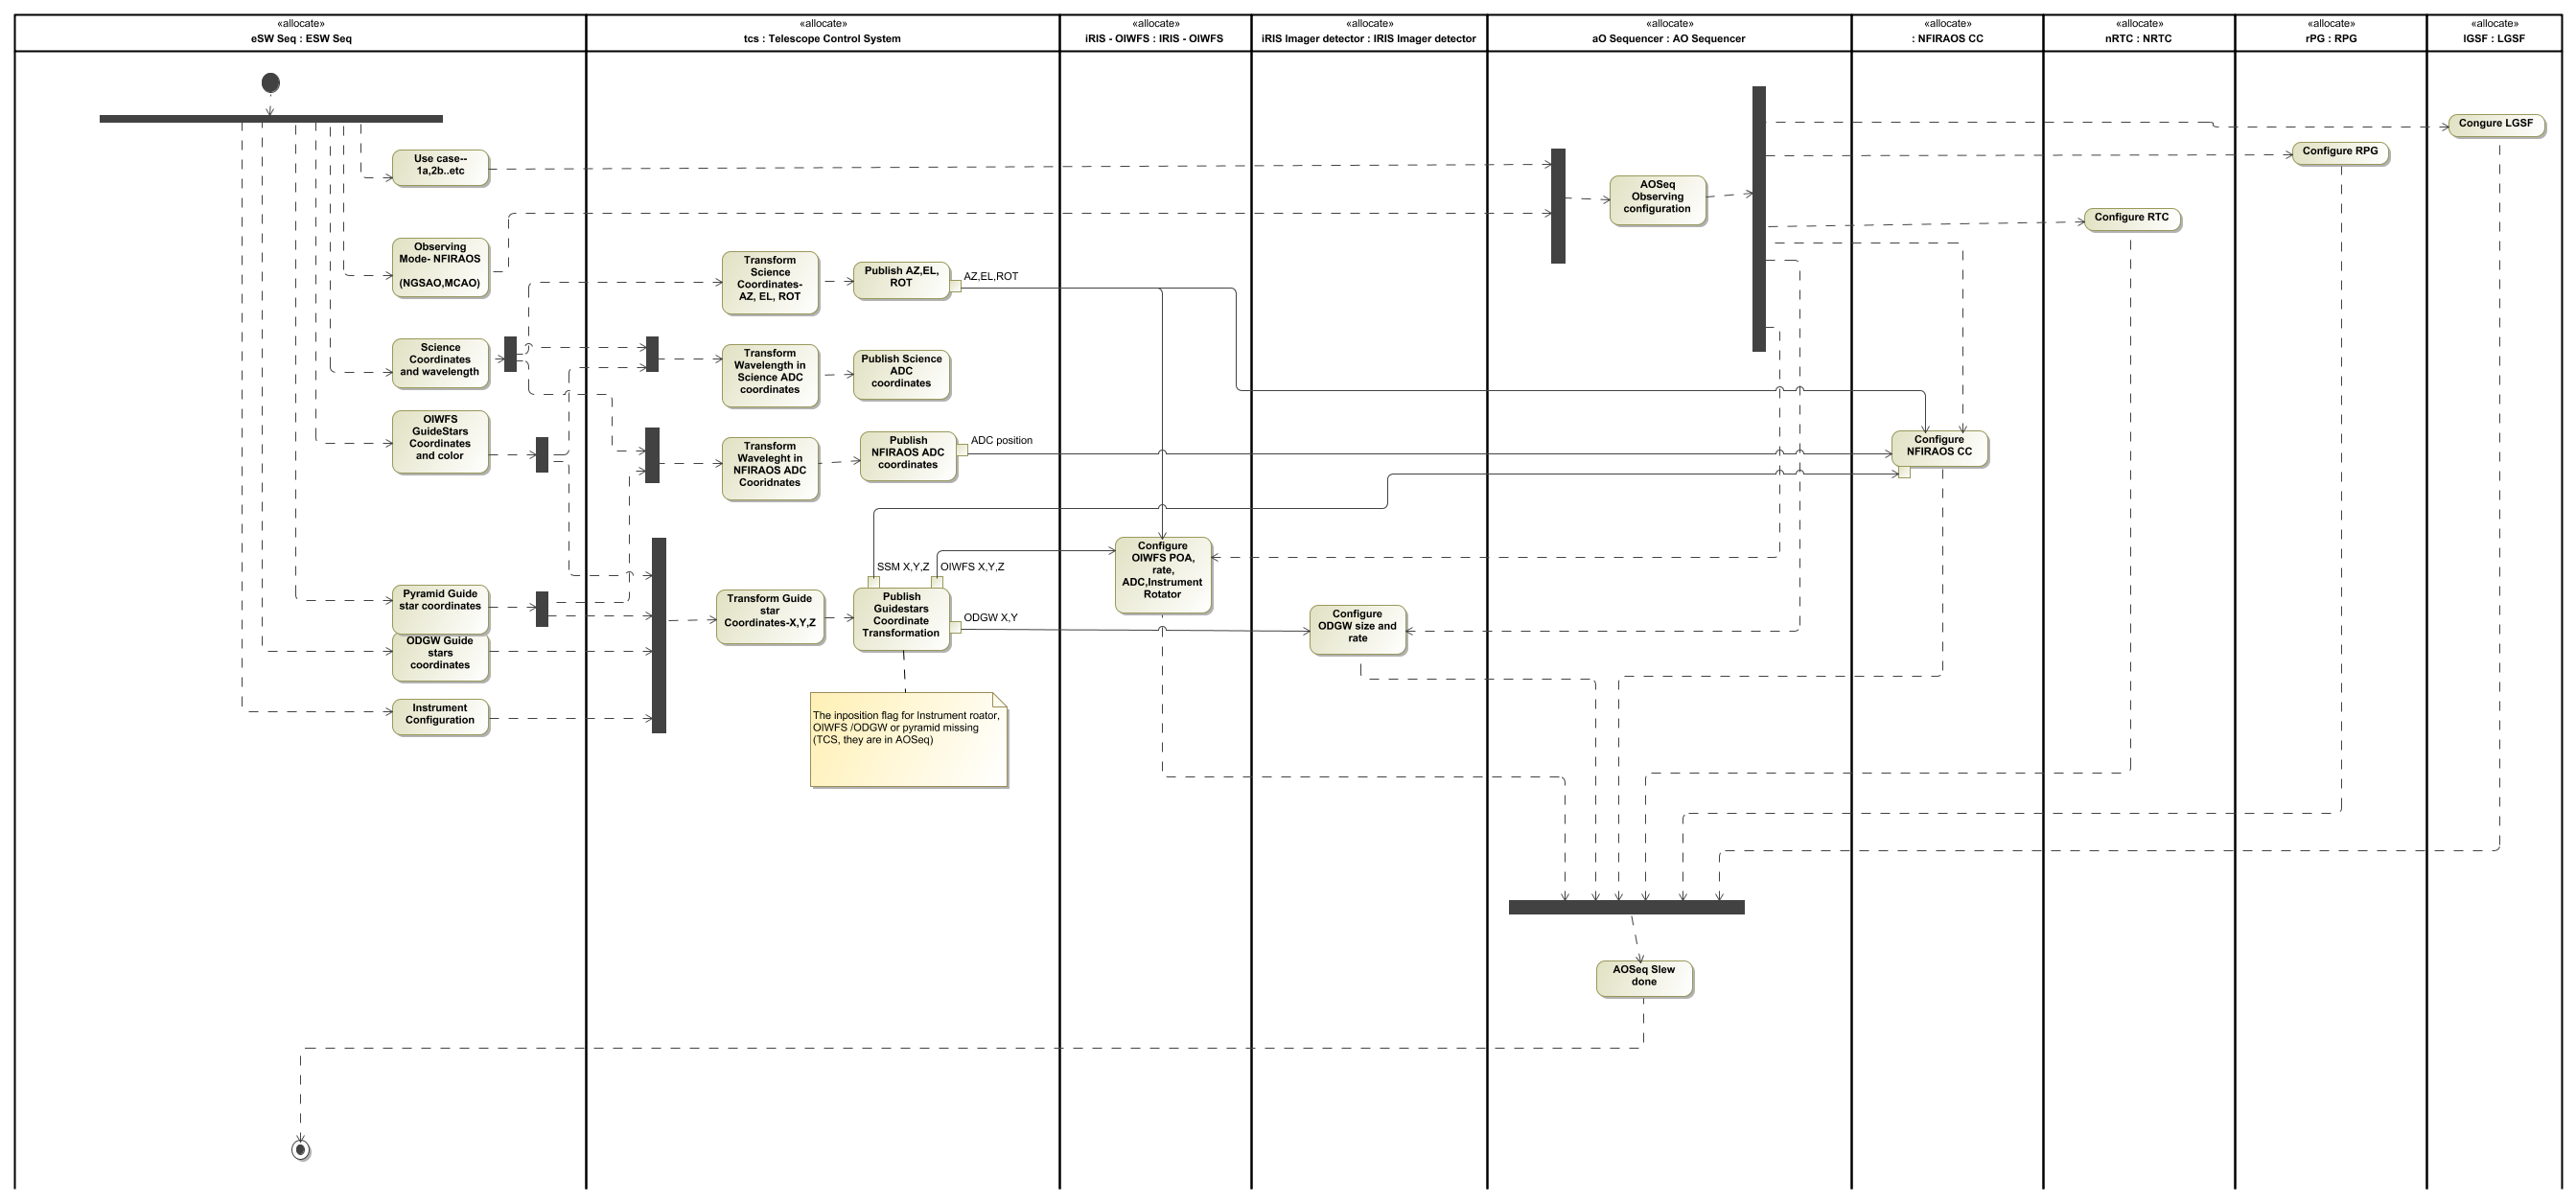 «allocate»
eSW Seq : ESW Seq
«allocate»
tcs : Telescope Control System
«allocate»
iRIS - OIWFS : IRIS - OIWFS
«allocate»
iRIS Imager detector : IRIS Imager detector
«allocate»
aO Sequencer : AO Sequencer
«allocate»
: NFIRAOS CC
«allocate»
nRTC : NRTC
«allocate»
rPG : RPG
«allocate»
lGSF : LGSF
Use case--
1a,2b..etc
Observing
Mode- NFIRAOS
(NGSAO,MCAO)
Science
Coordinates
and wavelength
OIWFS
GuideStars
Coordinates
and color
Pyramid Guide
star coordinates
ODGW Guide
stars
coordinates
Instrument
Configuration
Transform
Science
Coordinates-
AZ, EL, ROT
Publish AZ,EL,
ROT
AZ,EL,ROT
Transform
Wavelength in
Science ADC
coordinates
Publish Science
ADC
coordinates
Transform
Waveleght in
NFIRAOS ADC
Cooridnates
Publish
NFIRAOS ADC
coordinates
ADC position
SSM X,Y,Z
OIWFS X,Y,Z
Transform Guide
star
Coordinates-X,Y,Z
Publish
Guidestars
Coordinate
Transformation
ODGW X,Y
The inposition flag for Instrument roator,
OIWFS /ODGW or pyramid missing
(TCS, they are in AOSeq)
Configure
OIWFS POA,
rate,
ADC,Instrument
Rotator
Configure
ODGW size and
rate
AOSeq
Observing
configuration
AOSeq Slew
done
Configure
NFIRAOS CC
Configure RTC
Configure RPG
Congure LGSF